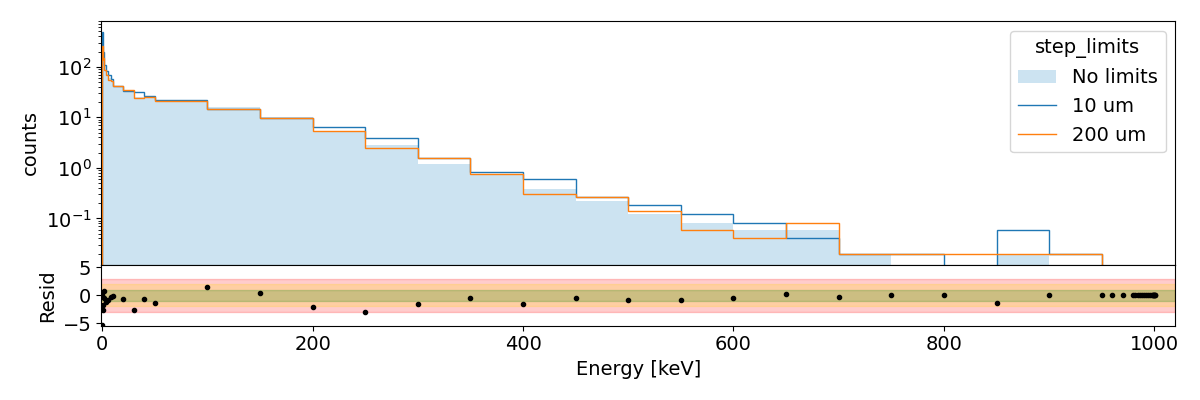 counts
10²
10¹
10⁰
10⁻¹
step_limits
No limits
10 um
200 um
Resid
5
0
−5
0 200 400 600 800 1000
Energy [keV]